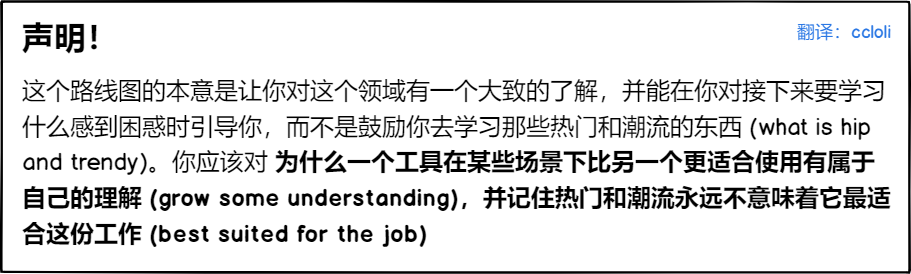 声明！
翻译：ccloli
这个路线图的本意是让你对这个领域有一个大致的了解，并能在你对接下来要学习
什么感到困惑时引导你，而不是鼓励你去学习那些热门和潮流的东西 (what is hip
and trendy)。你应该对 为什么一个工具在某些场景下比另一个更适合使用有属于
自己的理解 (grow some understanding)，并记住热门和潮流永远不意味着它最适
合这份工作 (best suited for the job)